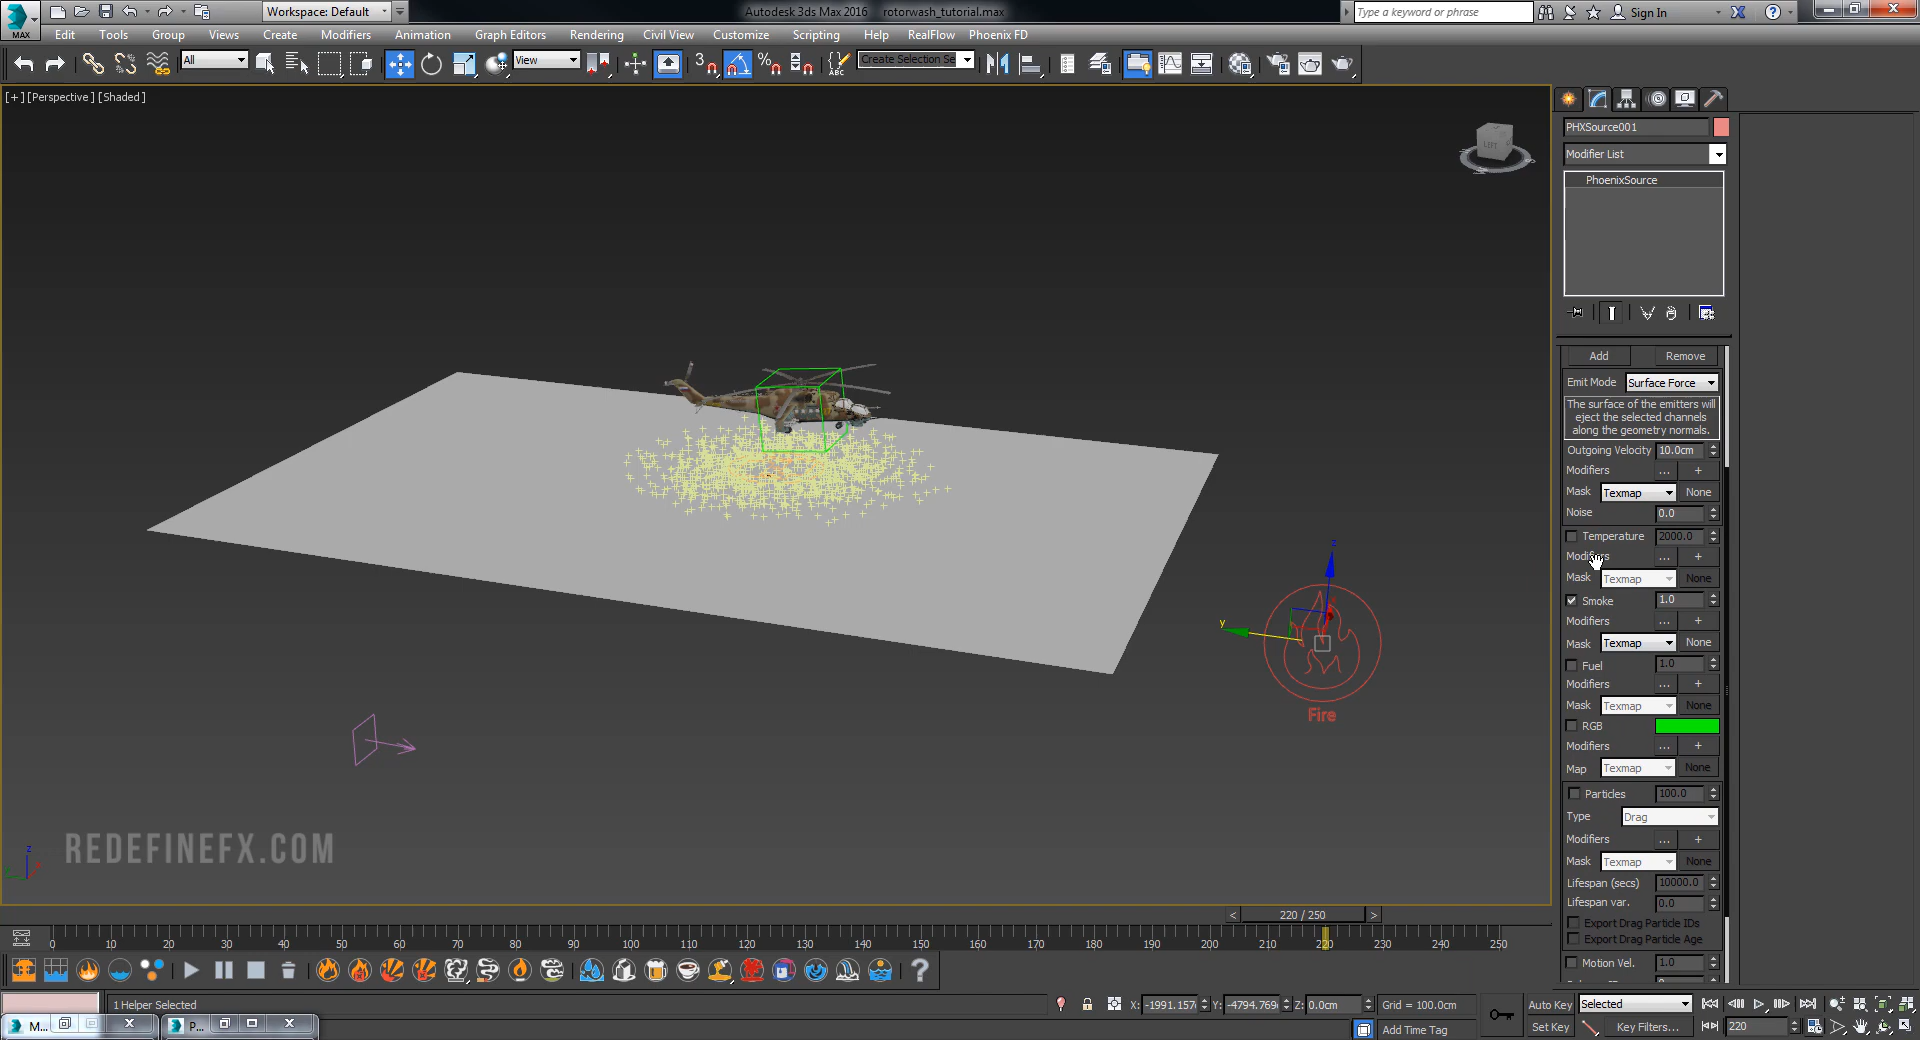 MAX
Workspace: Default
Autodesk 3ds Max 2016 rotorwash_tutorial.max
Type a keyword or phrase
Sign In
Edit Tools Group Views Create Modifiers Animation Graph Editors Rendering Civil View Customize Scripting Help RealFlow Phoenix FD
All
View
3
Create Selection Se
ABC
[+] [Perspective] [Shaded]
LEFT
PHXSource001
Modifier List
PhoenixSource
Add Remove
Emit Mode Surface Force
The surface of the emitters will
eject the selected channels
along the geometry normals.
Outgoing Velocity 10.0cm
Modifiers ... +
Mask Texmap None
Noise 0.0
Temperature 2000.0
Modifiers ... +
Mask Texmap None
Smoke 1.0
Modifiers ... +
Mask Texmap None
Fuel 1.0
Modifiers ... +
Mask Texmap None
RGB
Modifiers ... +
Map Texmap None
Particles 100.0
Type Drag
Modifiers ... +
Mask Texmap None
Lifespan (secs) 10000.0
Lifespan var. 0.0
Export Drag Particle IDs
Export Drag Particle Age
Motion Vel. 1.0
z
y
Fire
REDEFINEFX.COM
z
< 220 / 250 >
0 10 20 30 40 50 60 70 80 90 100 110 120 130 140 150 160 170 180 190 200 210 220 230 240 250
?
1 Helper Selected
X: -1991.157 Y: -4794.769 Z: 0.0cm
Grid = 100.0cm
Auto Key Selected
M...
P...
Add Time Tag
Set Key Key Filters...
220